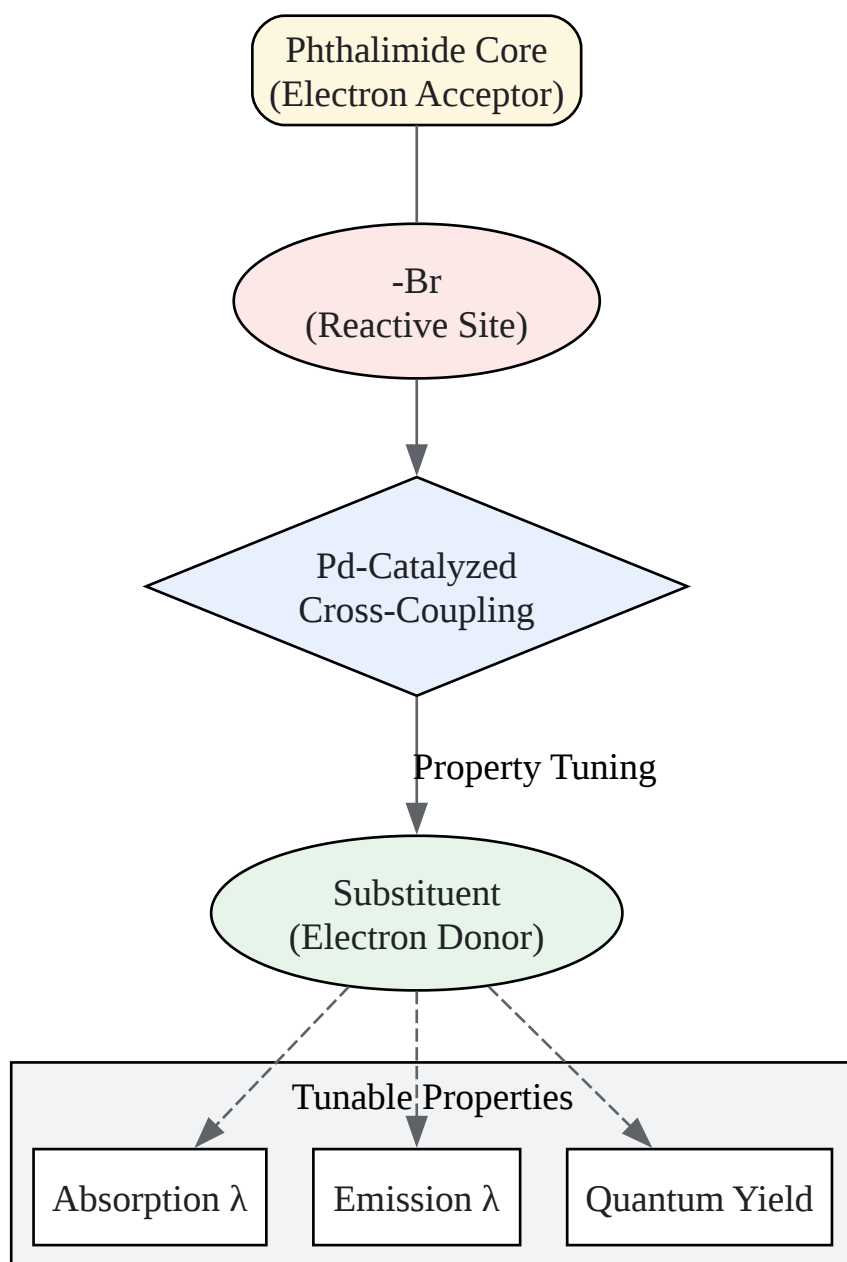 Phthalimide Core
(Electron Acceptor)
-Br
(Reactive Site)
Pd-Catalyzed
Cross-Coupling
Property Tuning
Substituent
(Electron Donor)
Tunable Properties
Absorption λ
Emission λ
Quantum Yield